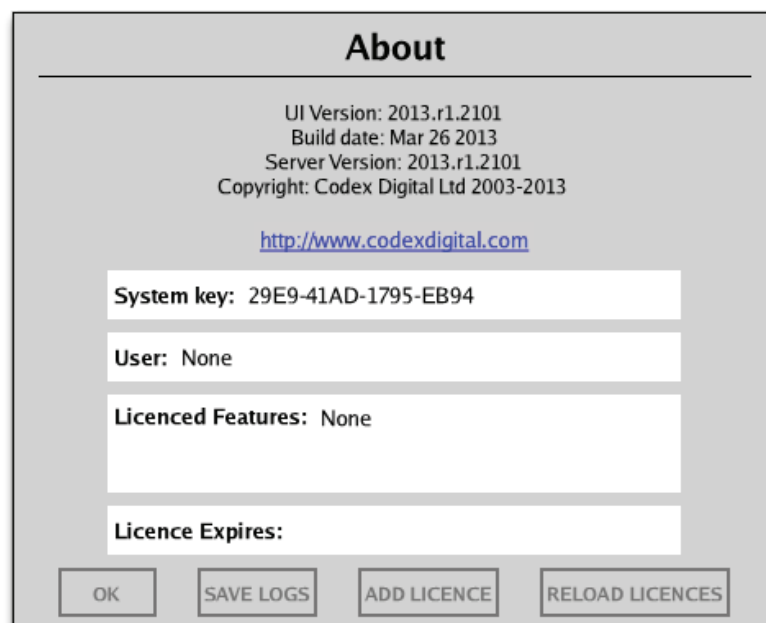 About
UI Version: 2013.r1.2101
Build date: Mar 26 2013
Server Version: 2013.r1.2101
Copyright: Codex Digital Ltd 2003-2013
http://www.codexdigital.com
System key: 29E9-41AD-1795-EB94
User: None
Licenced Features: None
Licence Expires:
OK SAVE LOGS ADD LICENCE RELOAD LICENCES